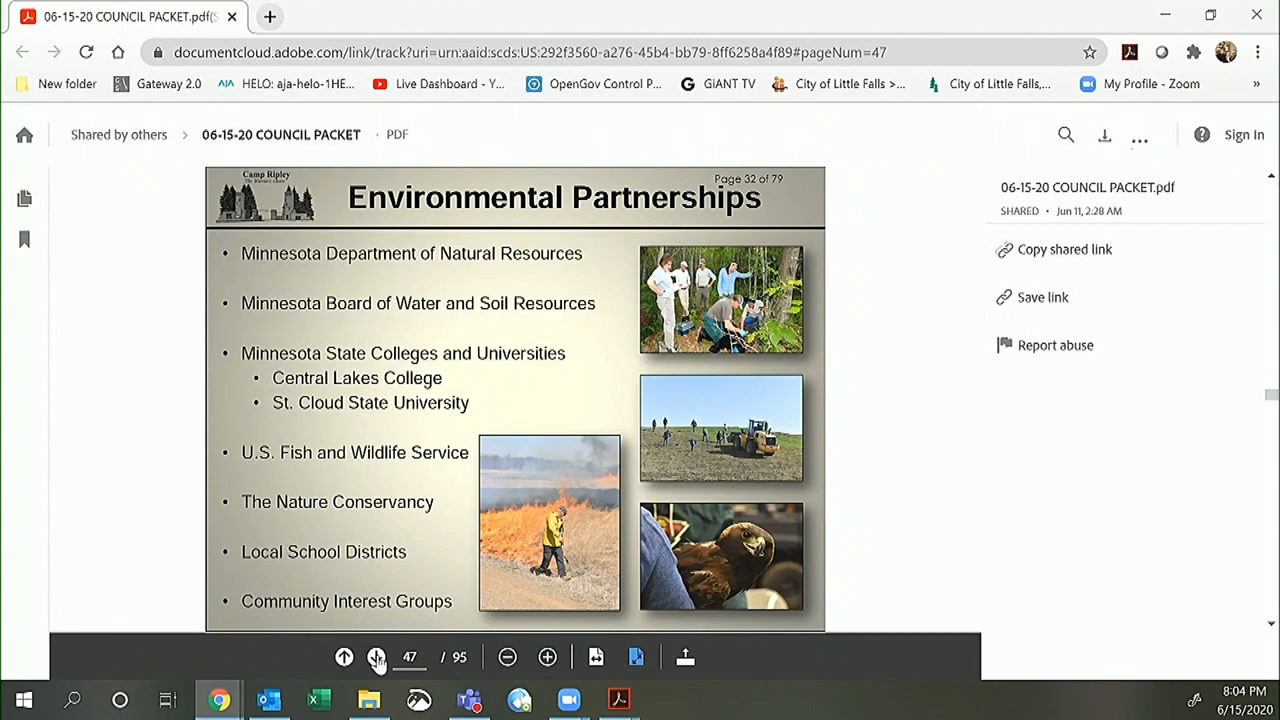 06-15-20 COUNCIL PACKET.pdf(S
documentcloud.adobe.com/link/track?uri=urn:aaid:scds:US:292f3560-a276-45b4-bb79-8ff6258a4f89#pageNum=47
New folder
Gateway 2.0
AJA HELO: aja-helo-1HE...
Live Dashboard - Y...
OpenGov Control P...
G GiANT TV
City of Little Falls >...
City of Little Falls,...
My Profile - Zoom
»
Shared by others > 06-15-20 COUNCIL PACKET · PDF
Sign In
06-15-20 COUNCIL PACKET.pdf
SHARED • Jun 11, 2:28 AM
Copy shared link
Save link
Report abuse
Camp Ripley
Page 32 of 79
Environmental Partnerships
• Minnesota Department of Natural Resources
• Minnesota Board of Water and Soil Resources
• Minnesota State Colleges and Universities
• Central Lakes College
• St. Cloud State University
• U.S. Fish and Wildlife Service
• The Nature Conservancy
• Local School Districts
• Community Interest Groups
47 / 95
8:04 PM
6/15/2020